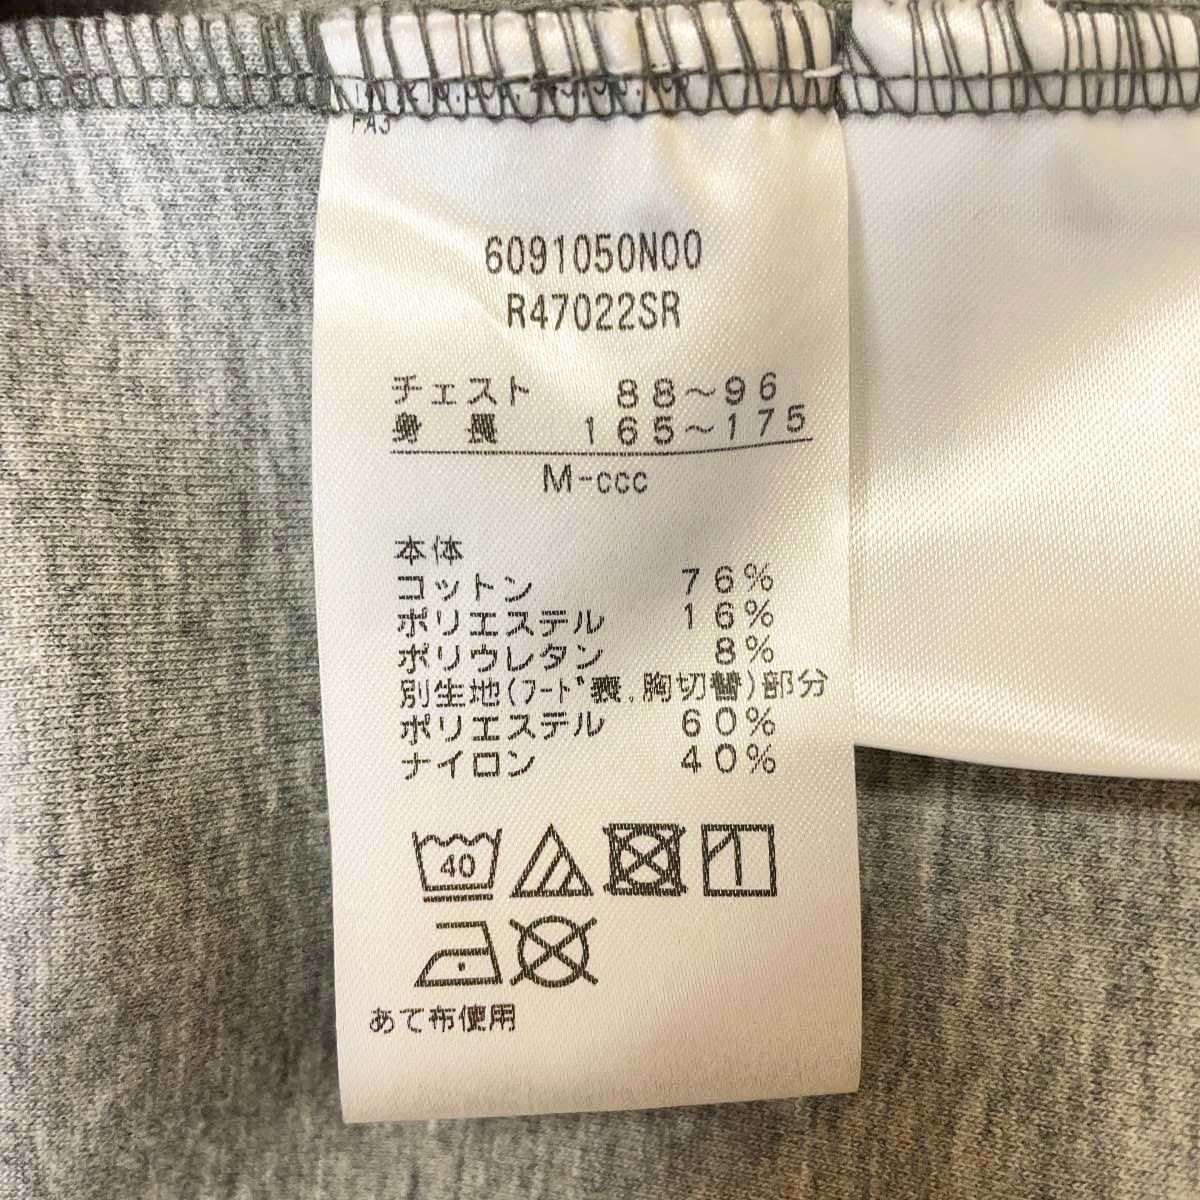 6091050N00
R47022SR
チェスト 88～96
身長 165～175
M-ccc
本体
コットン 76%
ポリエステル 16%
ポリウレタン 8%
別生地(フード裏,胸切替)部分
ポリエステル 60%
ナイロン 40%
40
あて布使用